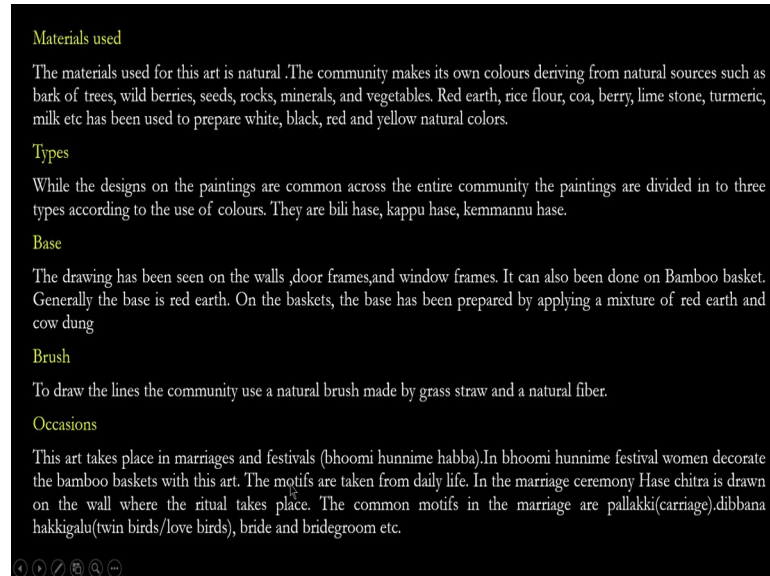 Materials used
The materials used for this art is natural .The community makes its own colours deriving from natural sources such as
bark of trees, wild berries, seeds, rocks, minerals, and vegetables. Red earth, rice flour, coa, berry, lime stone, turmeric,
milk etc has been used to prepare white, black, red and yellow natural colors.
Types
While the designs on the paintings are common across the entire community the paintings are divided in to three
types according to the use of colours. They are bili hase, kappu hase, kemmannu hase.
Base
The drawing has been seen on the walls ,door frames,and window frames. It can also been done on Bamboo basket.
Generally the base is red earth. On the baskets, the base has been prepared by applying a mixture of red earth and
cow dung
Brush
To draw the lines the community use a natural brush made by grass straw and a natural fiber.
Occasions
This art takes place in marriages and festivals (bhoomi hunnime habba).In bhoomi hunnime festival women decorate
the bamboo baskets with this art. The motifs are taken from daily life. In the marriage ceremony Hase chitra is drawn
on the wall where the ritual takes place. The common motifs in the marriage are pallakki(carriage).dibbana
hakkigalu(twin birds/love birds), bride and bridegroom etc.